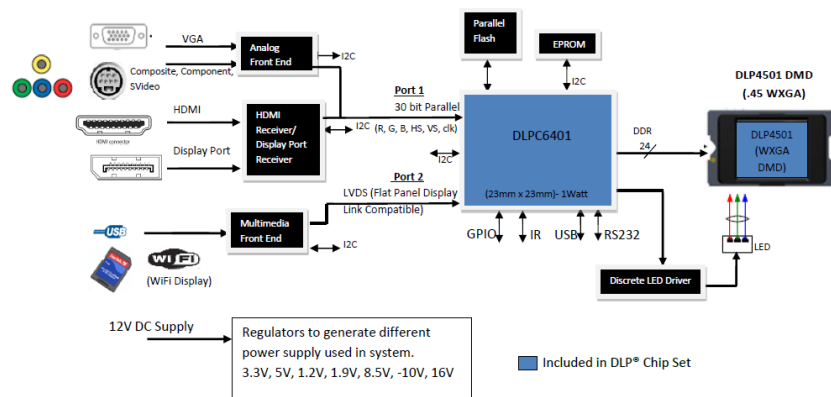 VGA
Analog
Front End
I2C
Composite, Component,
SVideo
HDMI
HDMI connector
Display Port
HDMI
Receiver/
Display Port
Receiver
I2C
Port 1
30 bit Parallel
(R, G, B, HS, VS, clk)
Parallel
Flash
EPROM
I2C
DLPC6401
(23mm x 23mm)- 1Watt
I2C
DDR
24
DLP4501 DMD
(.45 WXGA)
DLP4501
(WXGA
DMD)
Port 2
LVDS (Flat Panel Display
Link Compatible)
USB
Multimedia
Front End
I2C
SanDisk
WiFi
(WiFi Display)
GPIO
IR
USB
RS232
LED
Discrete LED Driver
12V DC Supply
Regulators to generate different
power supply used in system.
3.3V, 5V, 1.2V, 1.9V, 8.5V, -10V, 16V
Included in DLP® Chip Set